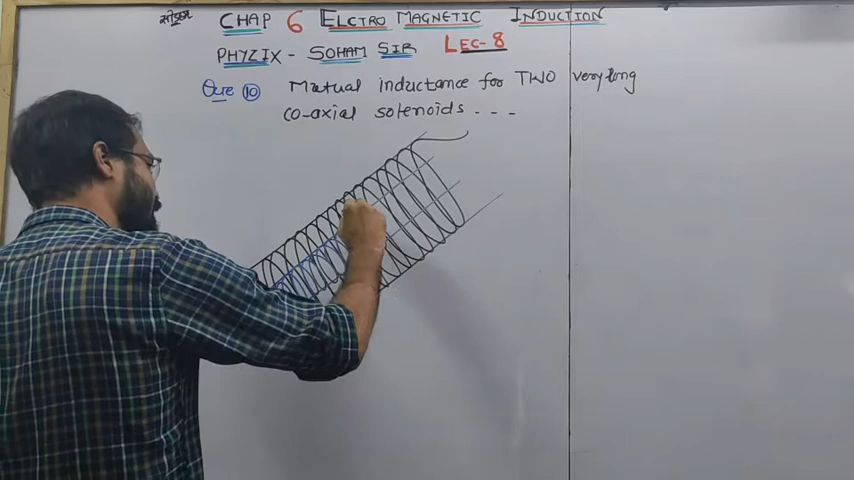 CHAP 6 ELCTRO MAGNETIC INDUCTION
PHYZIX - SOHAM SIR LEC-8
Que 10 Mutual inductance for TWO very long
co-axial solenoids - - -